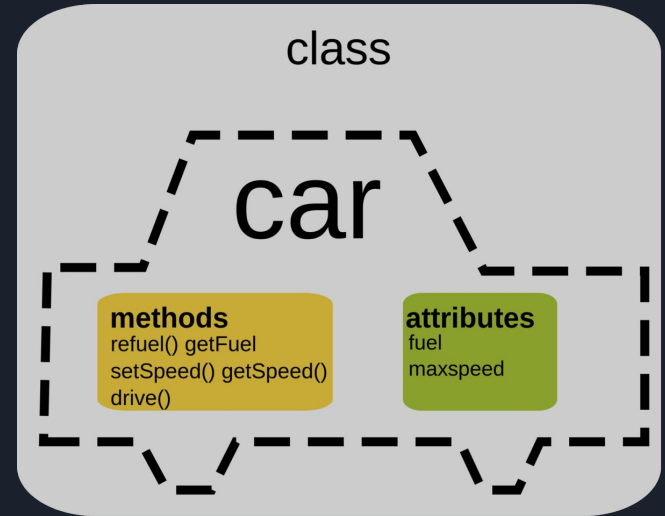 class
car
methods
refuel() getFuel
setSpeed() getSpeed()
drive()
attributes
fuel
maxspeed